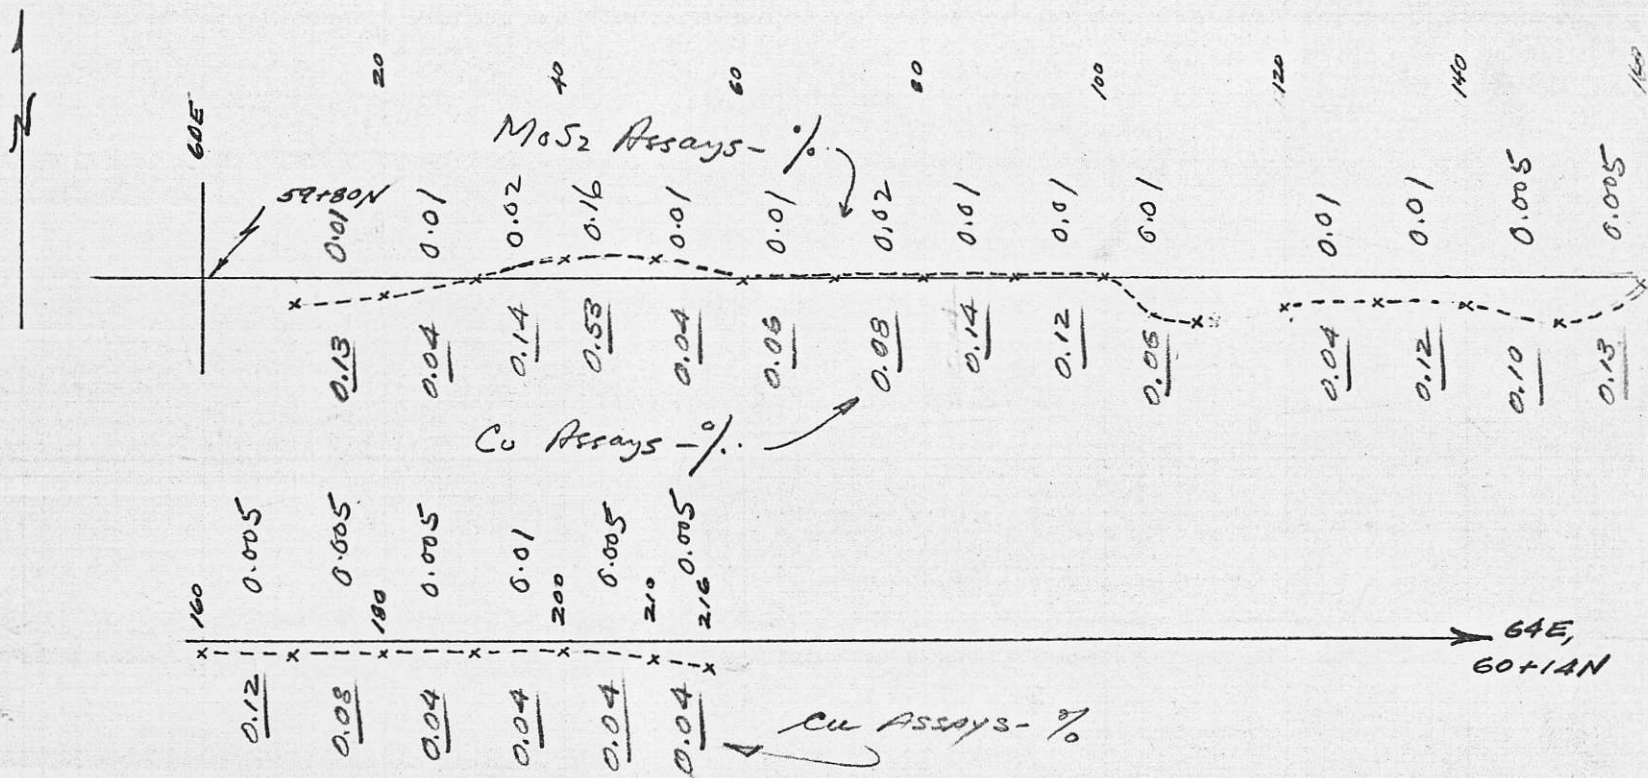 N
20 40 60 80 100 120 140 160
60E
MoS2 Assays - %
59+80N
0.01 0.01 0.02 0.16 0.01 0.01 0.02 0.01 0.01 0.01 0.01 0.01 0.005 0.005
0.13 0.04 0.14 0.53 0.04 0.06 0.08 0.14 0.12 0.06 0.04 0.12 0.10 0.13
Cu Assays - %
0.005 0.005 0.005 0.01 0.005 0.005
160 180 200 210 216
64E,
60+14N
0.12 0.08 0.04 0.04 0.04 0.04
Cu Assays - %